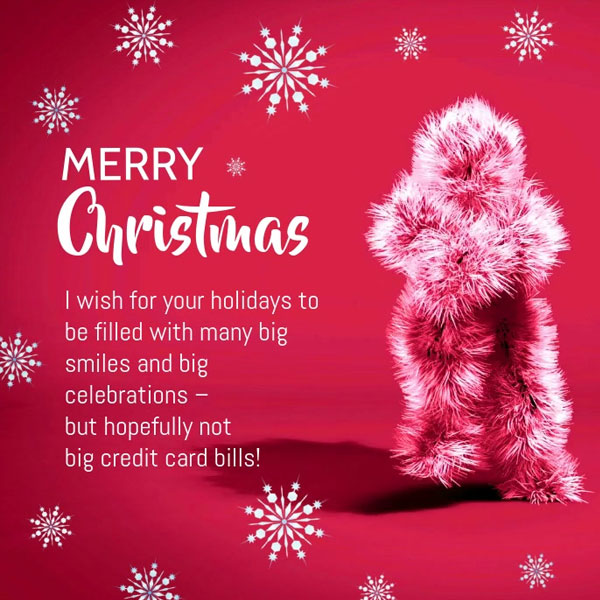 MERRY
Christmas
I wish for your holidays to
be filled with many big
smiles and big
celebrations –
but hopefully not
big credit card bills!